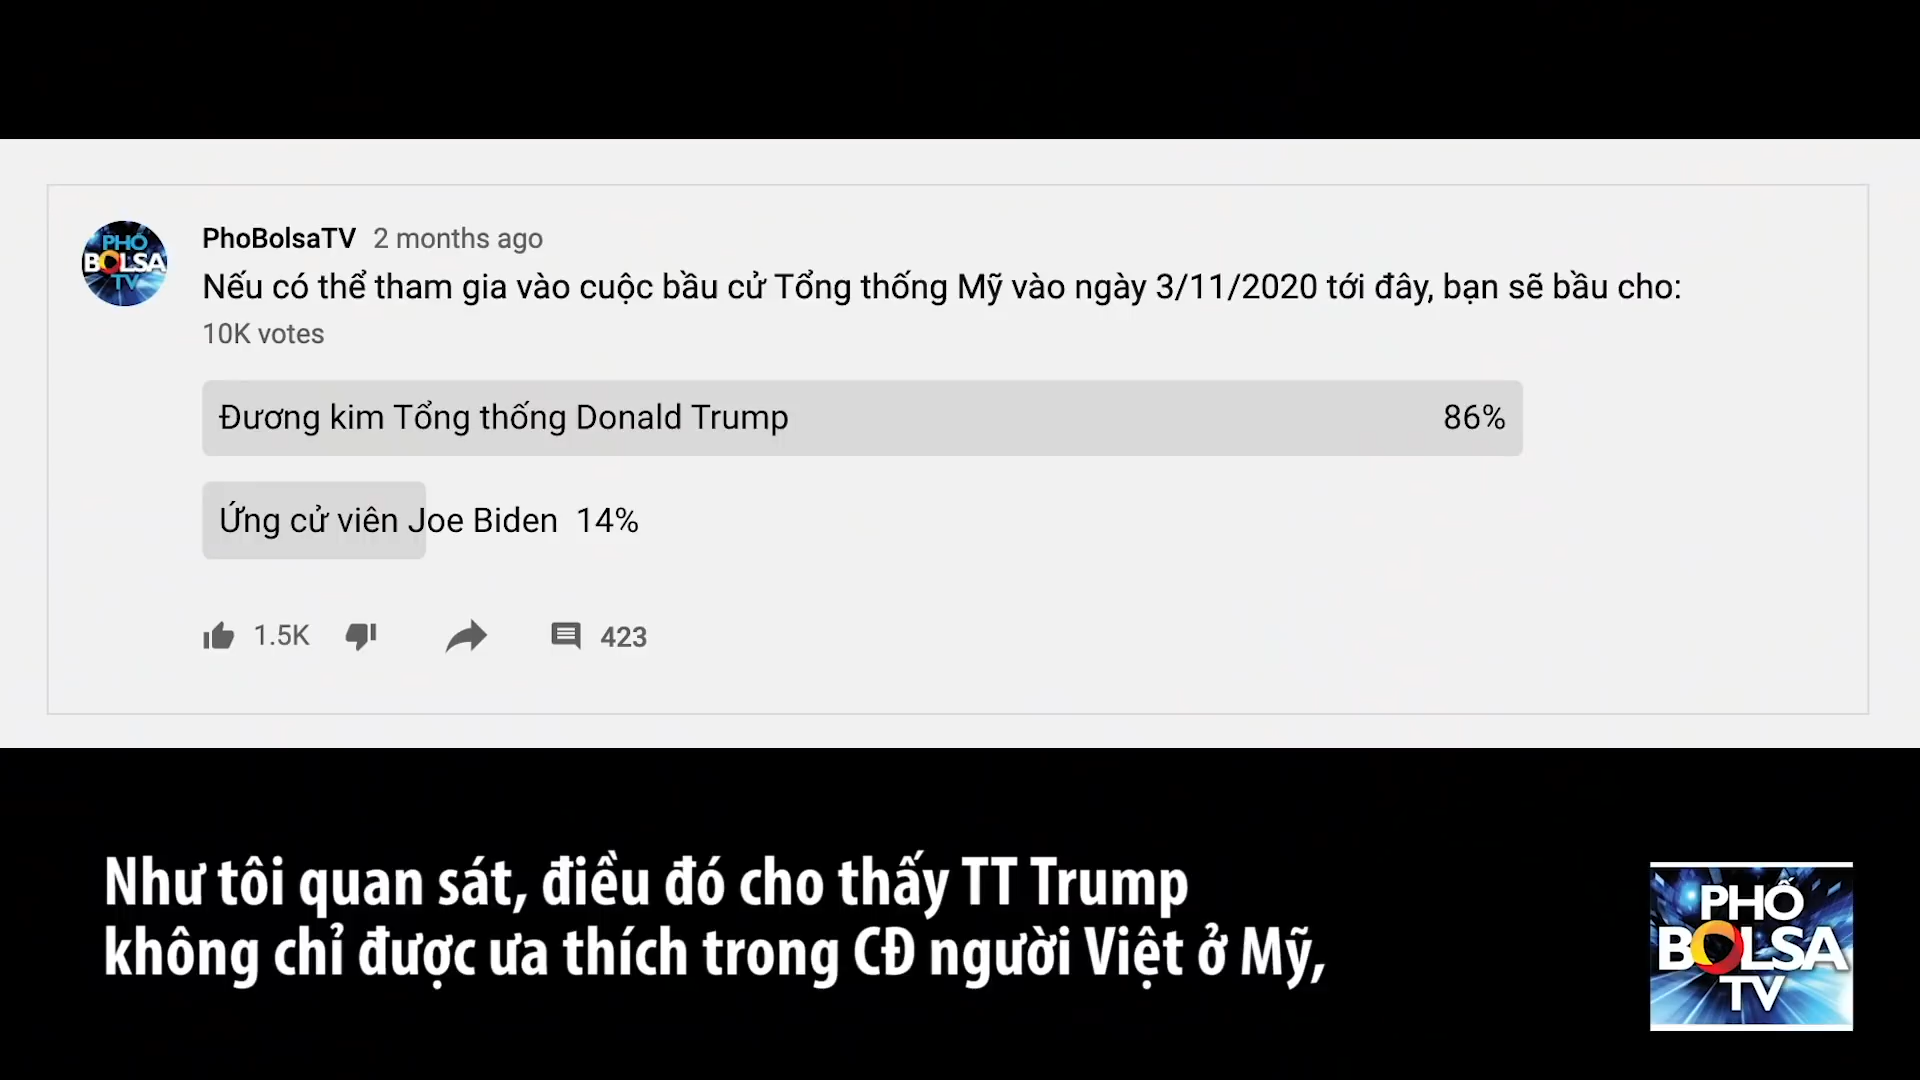 PHỐ
BOLSA
TV
PhoBolsaTV 2 months ago
Nếu có thể tham gia vào cuộc bầu cử Tổng thống Mỹ vào ngày 3/11/2020 tới đây, bạn sẽ bầu cho:
10K votes
Đương kim Tổng thống Donald Trump 86%
Ứng cử viên Joe Biden 14%
1.5K 423
Như tôi quan sát, điều đó cho thấy TT Trump
không chỉ được ưa thích trong CĐ người Việt ở Mỹ,
PHỐ
BOLSA
TV